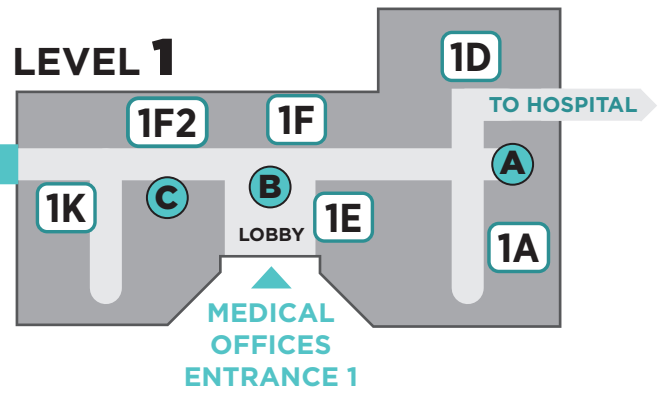 LEVEL 1
1D
TO HOSPITAL
1F2
1F
A
B
C
1K
1E
LOBBY
1A
MEDICAL
OFFICES
ENTRANCE 1